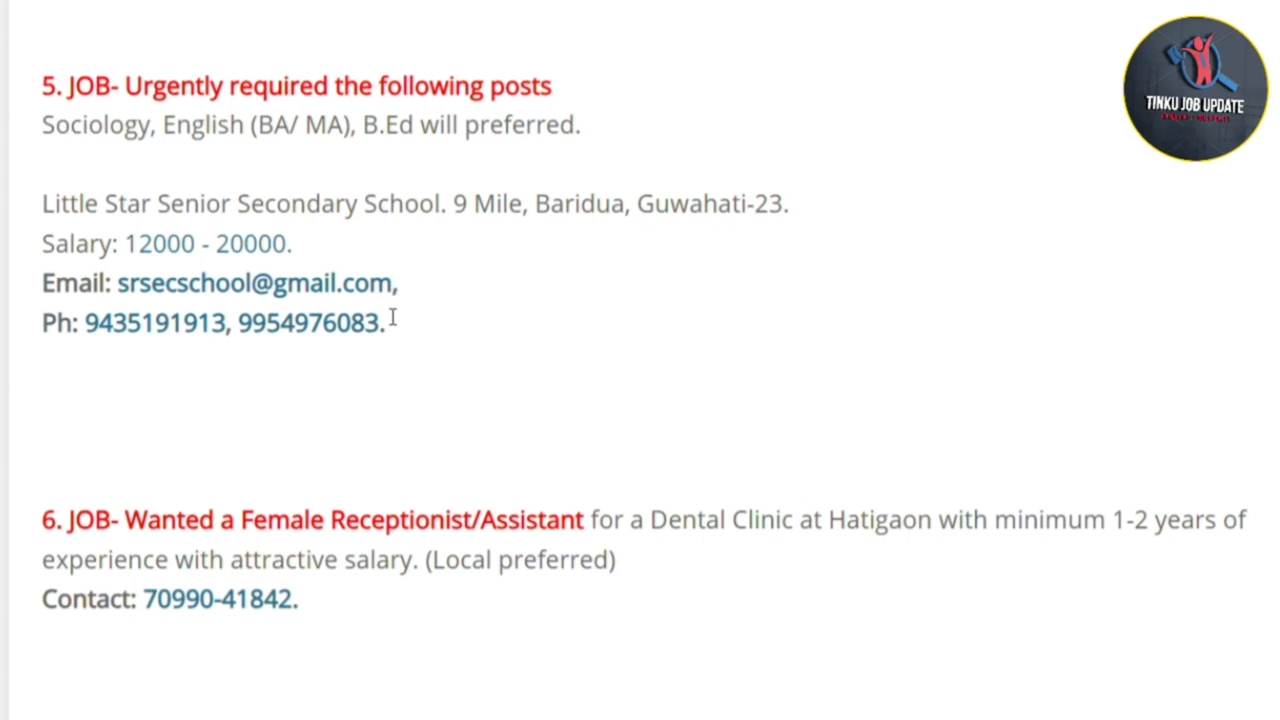 5. JOB- Urgently required the following posts
Sociology, English (BA/ MA), B.Ed will preferred.
Little Star Senior Secondary School. 9 Mile, Baridua, Guwahati-23.
Salary: 12000 - 20000.
Email: srsecschool@gmail.com,
Ph: 9435191913, 9954976083.
6. JOB- Wanted a Female Receptionist/Assistant for a Dental Clinic at Hatigaon with minimum 1-2 years of
experience with attractive salary. (Local preferred)
Contact: 70990-41842.
TINKU JOB UPDATE